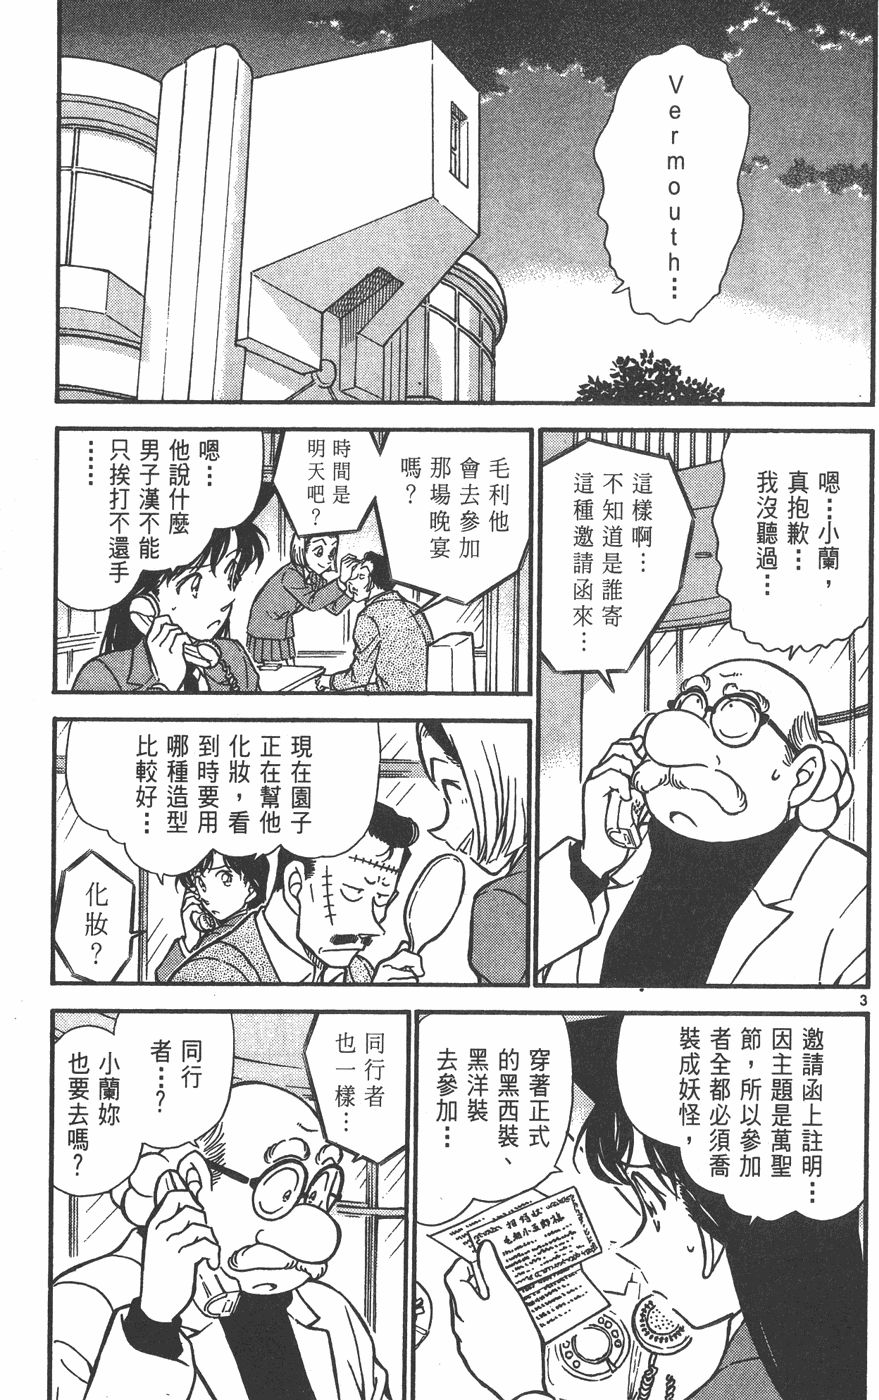 Vermouth…
嗯…小蘭，
真抱歉…
我沒聽過…
這樣啊…
不知道是誰寄
這種邀請函來…
毛利他
會去參加
那場晚宴
嗎？
時間是
明天吧？
嗯…
他說什麼
男子漢不能
只挨打不還手
……
現在園子
正在幫他
化妝，看
到時要用
哪種造型
比較好…
化妝？
3
邀請函上註明…
因主題是萬聖
節，所以參加
者全都必須喬
裝成妖怪，
穿著正式
的黑西裝、
黑洋裝
去參加…
同行者
也一樣…
同行
者…？
小蘭妳
也要去嗎？